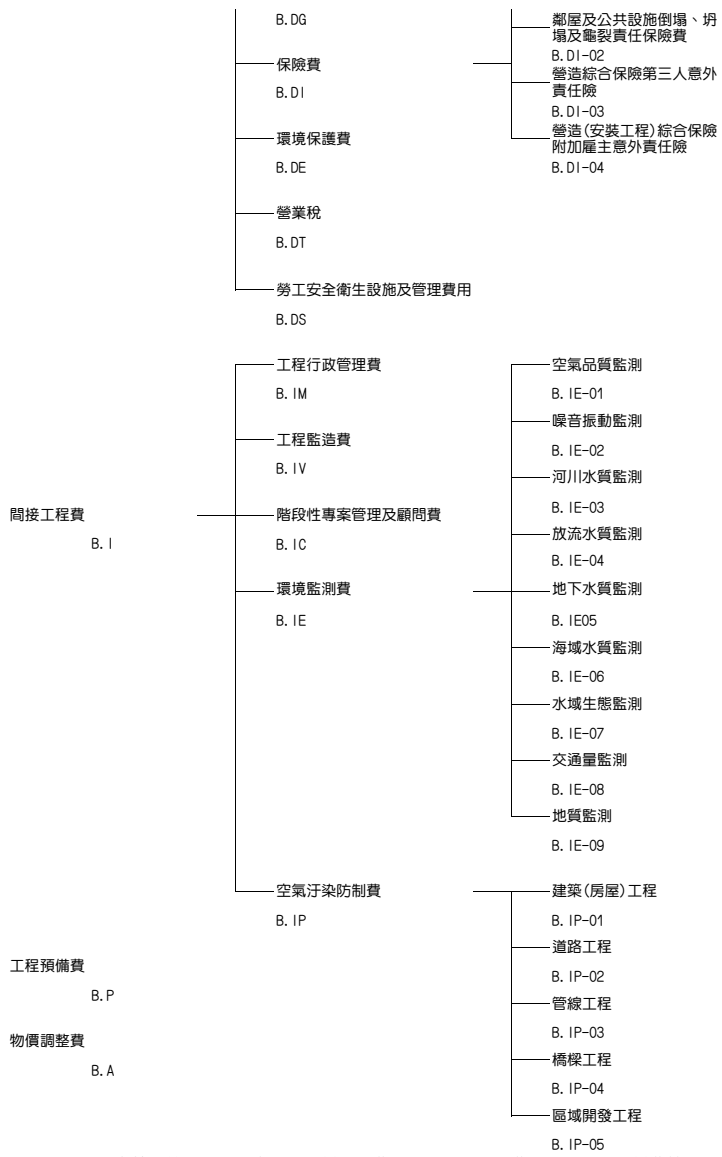 B.DG
鄰屋及公共設施倒塌、坍
塌及龜裂責任保險費
B.DI-02
保險費
B.DI
營造綜合保險第三人意外
責任險
B.DI-03
營造(安裝工程)綜合保險
附加雇主意外責任險
B.DI-04
環境保護費
B.DE
營業稅
B.DT
勞工安全衛生設施及管理費用
B.DS
間接工程費
B.I
工程行政管理費
B.IM
工程監造費
B.IV
階段性專案管理及顧問費
B.IC
環境監測費
B.IE
空氣品質監測
B.IE-01
噪音振動監測
B.IE-02
河川水質監測
B.IE-03
放流水質監測
B.IE-04
地下水質監測
B.IE05
海域水質監測
B.IE-06
水域生態監測
B.IE-07
交通量監測
B.IE-08
地質監測
B.IE-09
空氣汙染防制費
B.IP
建築(房屋)工程
B.IP-01
道路工程
B.IP-02
管線工程
B.IP-03
橋樑工程
B.IP-04
區域開發工程
B.IP-05
工程預備費
B.P
物價調整費
B.A